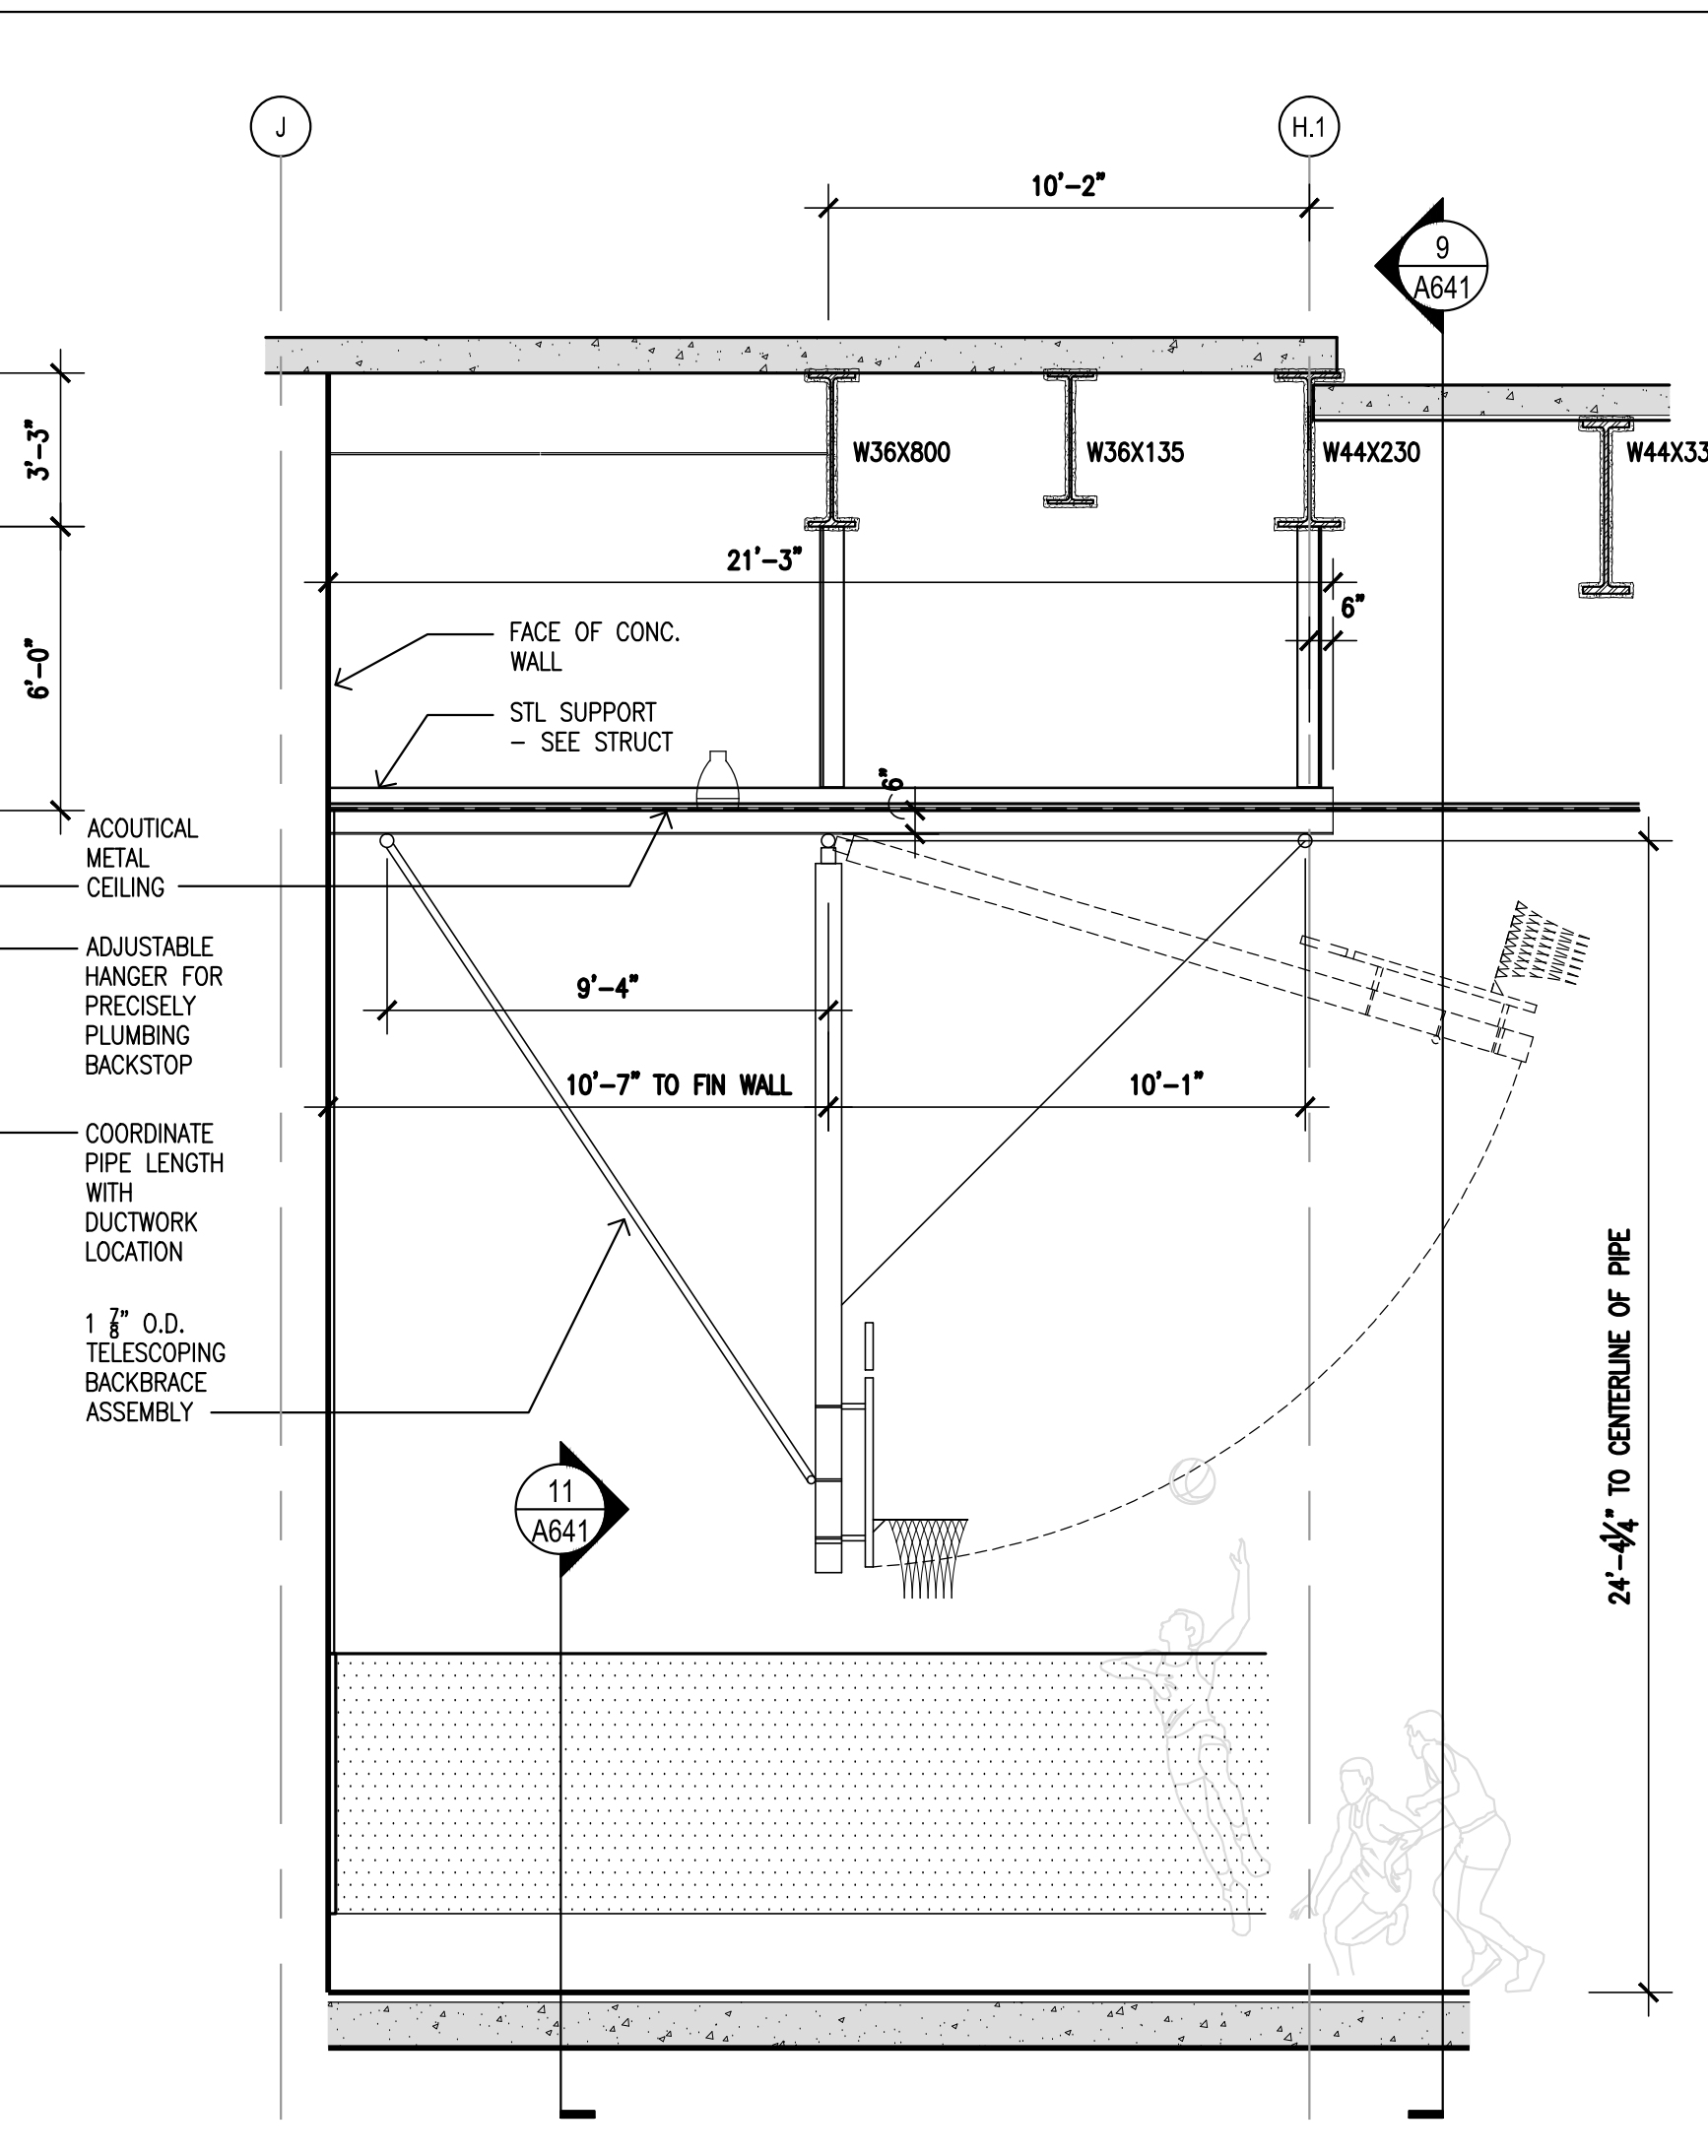 J
H.1
10'-2"
9
A641
3'-3"
W36X800
W36X135
W44X230
W44X33
21'-3"
6"
6'-0"
FACE OF CONC.
WALL
STL SUPPORT
- SEE STRUCT
6"
ACOUTICAL
METAL
CEILING
ADJUSTABLE
HANGER FOR
PRECISELY
PLUMBING
BACKSTOP
9'-4"
10'-7" TO FIN WALL
10'-1"
COORDINATE
PIPE LENGTH
WITH
DUCTWORK
LOCATION
1 7/8" O.D.
TELESCOPING
BACKBRACE
ASSEMBLY
24'-41/4" TO CENTERLINE OF PIPE
11
A641